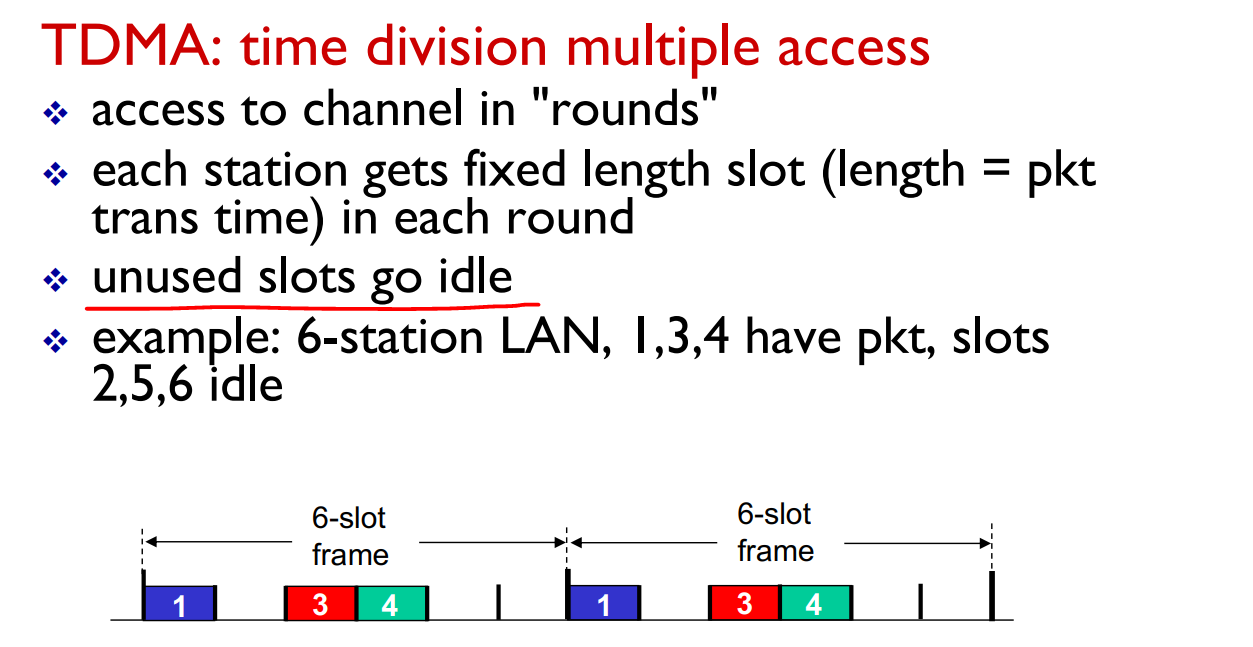 TDMA: time division multiple access
❖ access to channel in "rounds"
❖ each station gets fixed length slot (length = pkt
trans time) in each round
❖ unused slots go idle
❖ example: 6-station LAN, 1,3,4 have pkt, slots
2,5,6 idle
6-slot
frame
6-slot
frame
1 3 4 1 3 4